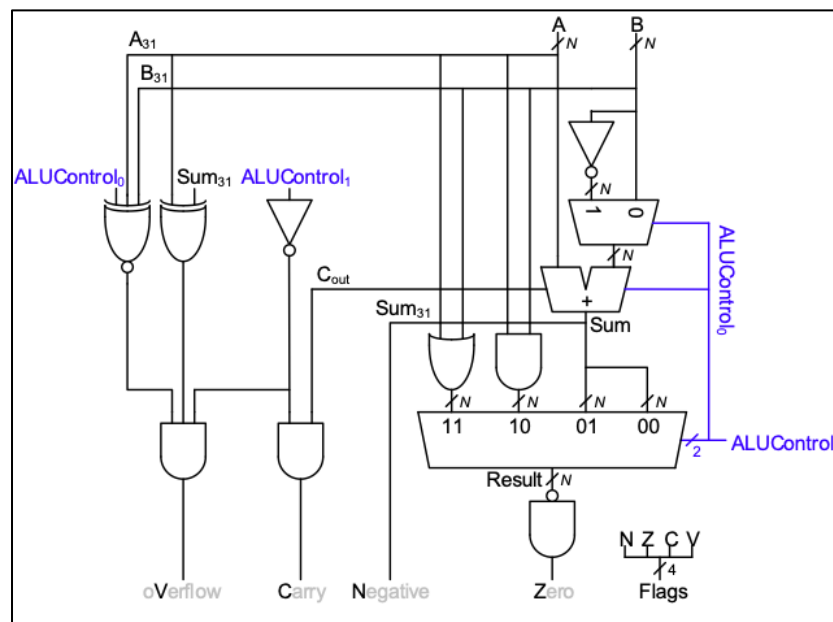 A B
N N
A31
B31
ALUControl0 Sum31 ALUControl1
N 1 0
N
ALUControl0
Cout
+
Sum31 Sum
N N N N
11 10 01 00
2 ALUControl
Result N
N Z C V
4
oVerflow Carry Negative Zero Flags